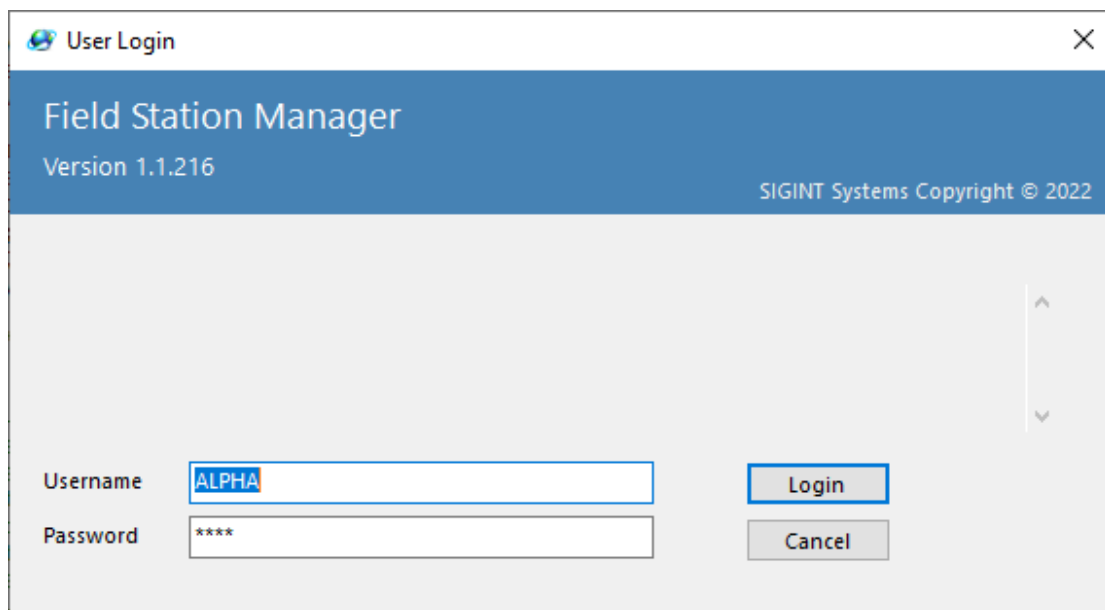 User Login
Field Station Manager
Version 1.1.216
SIGINT Systems Copyright © 2022
Username ALPHA Login
Password **** Cancel